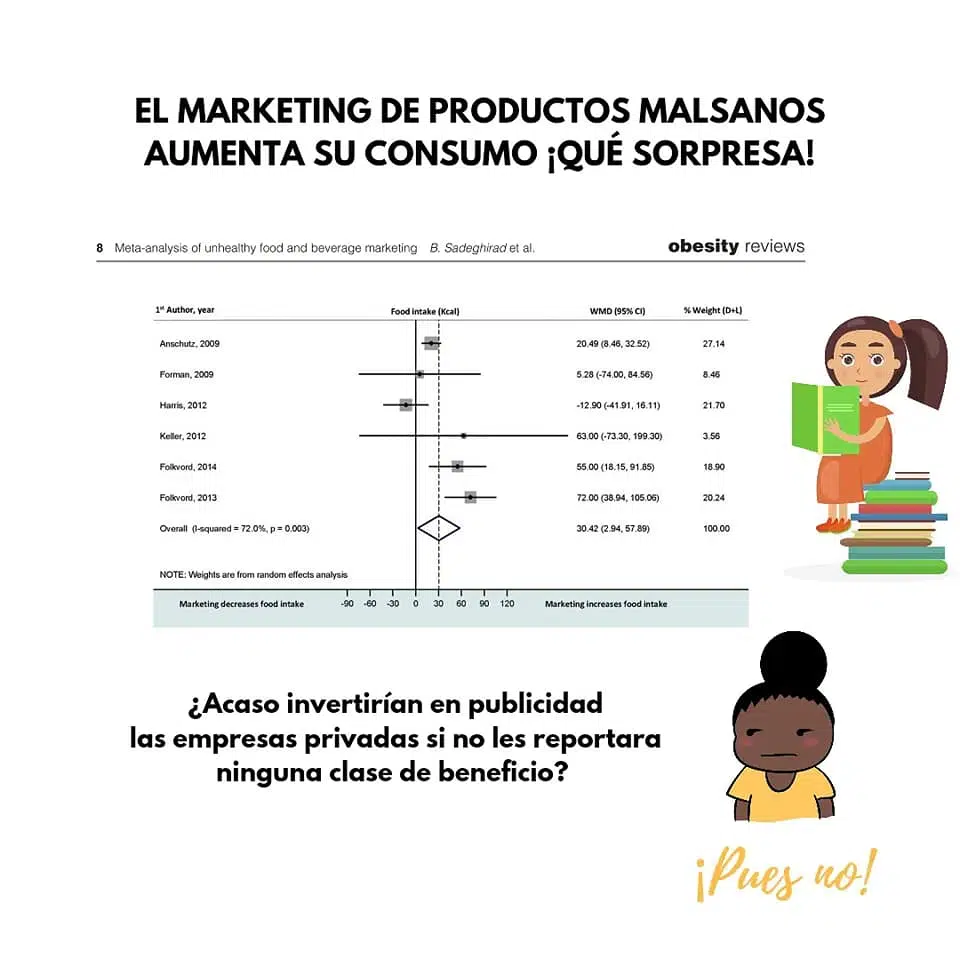 EL MARKETING DE PRODUCTOS MALSANOS
AUMENTA SU CONSUMO ¡QUÉ SORPRESA!
8 Meta-analysis of unhealthy food and beverage marketing B. Sadeghirad et al. obesity reviews
1st Author, year Food intake (Kcal) WMD (95% CI) % Weight (D+L)
Anschutz, 2009 20.49 (8.46, 32.52) 27.14
Forman, 2009 5.28 (-74.00, 84.56) 8.46
Harris, 2012 -12.90 (-41.91, 16.11) 21.70
Keller, 2012 63.00 (-73.30, 199.30) 3.56
Folkvord, 2014 55.00 (18.15, 91.85) 18.90
Folkvord, 2013 72.00 (38.94, 105.06) 20.24
Overall (I-squared = 72.0%, p = 0.003) 30.42 (2.94, 57.89) 100.00
NOTE: Weights are from random effects analysis
Marketing decreases food intake -90 -60 -30 0 30 60 90 120 Marketing increases food intake
¿Acaso invertirían en publicidad
las empresas privadas si no les reportara
ninguna clase de beneficio?
¡Pues no!